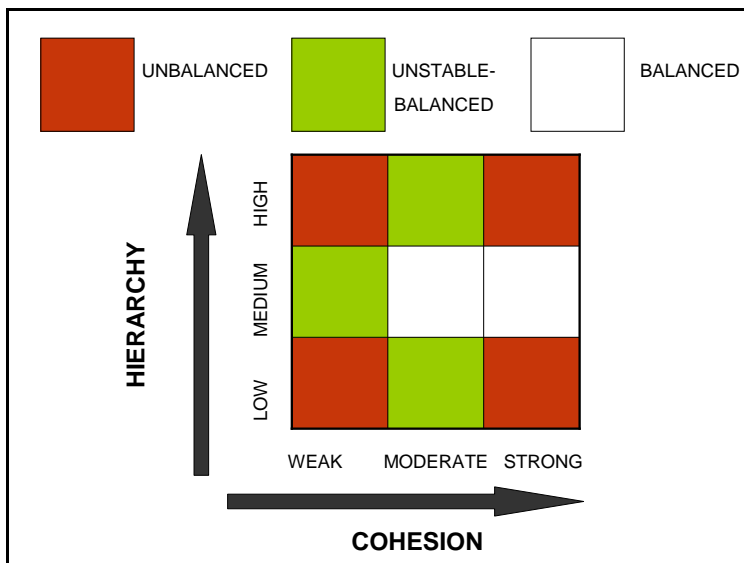 UNBALANCED
UNSTABLE-
BALANCED
BALANCED
HIERARCHY
HIGH
MEDIUM
LOW
WEAK
MODERATE
STRONG
COHESION